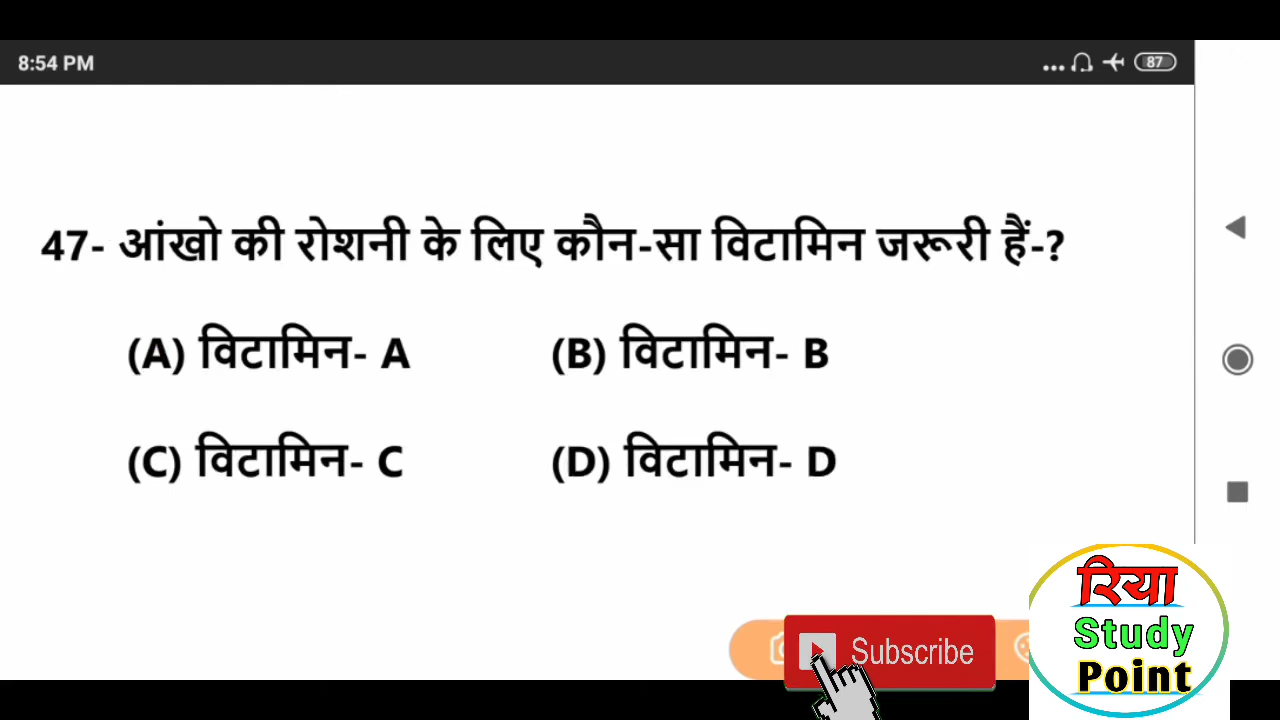 8:54 PM
87
47- आंखो की रोशनी के लिए कौन-सा विटामिन जरूरी हैं-?
(A) विटामिन- A (B) विटामिन- B
(C) विटामिन- C (D) विटामिन- D
Subscribe
रिया
Study
Point